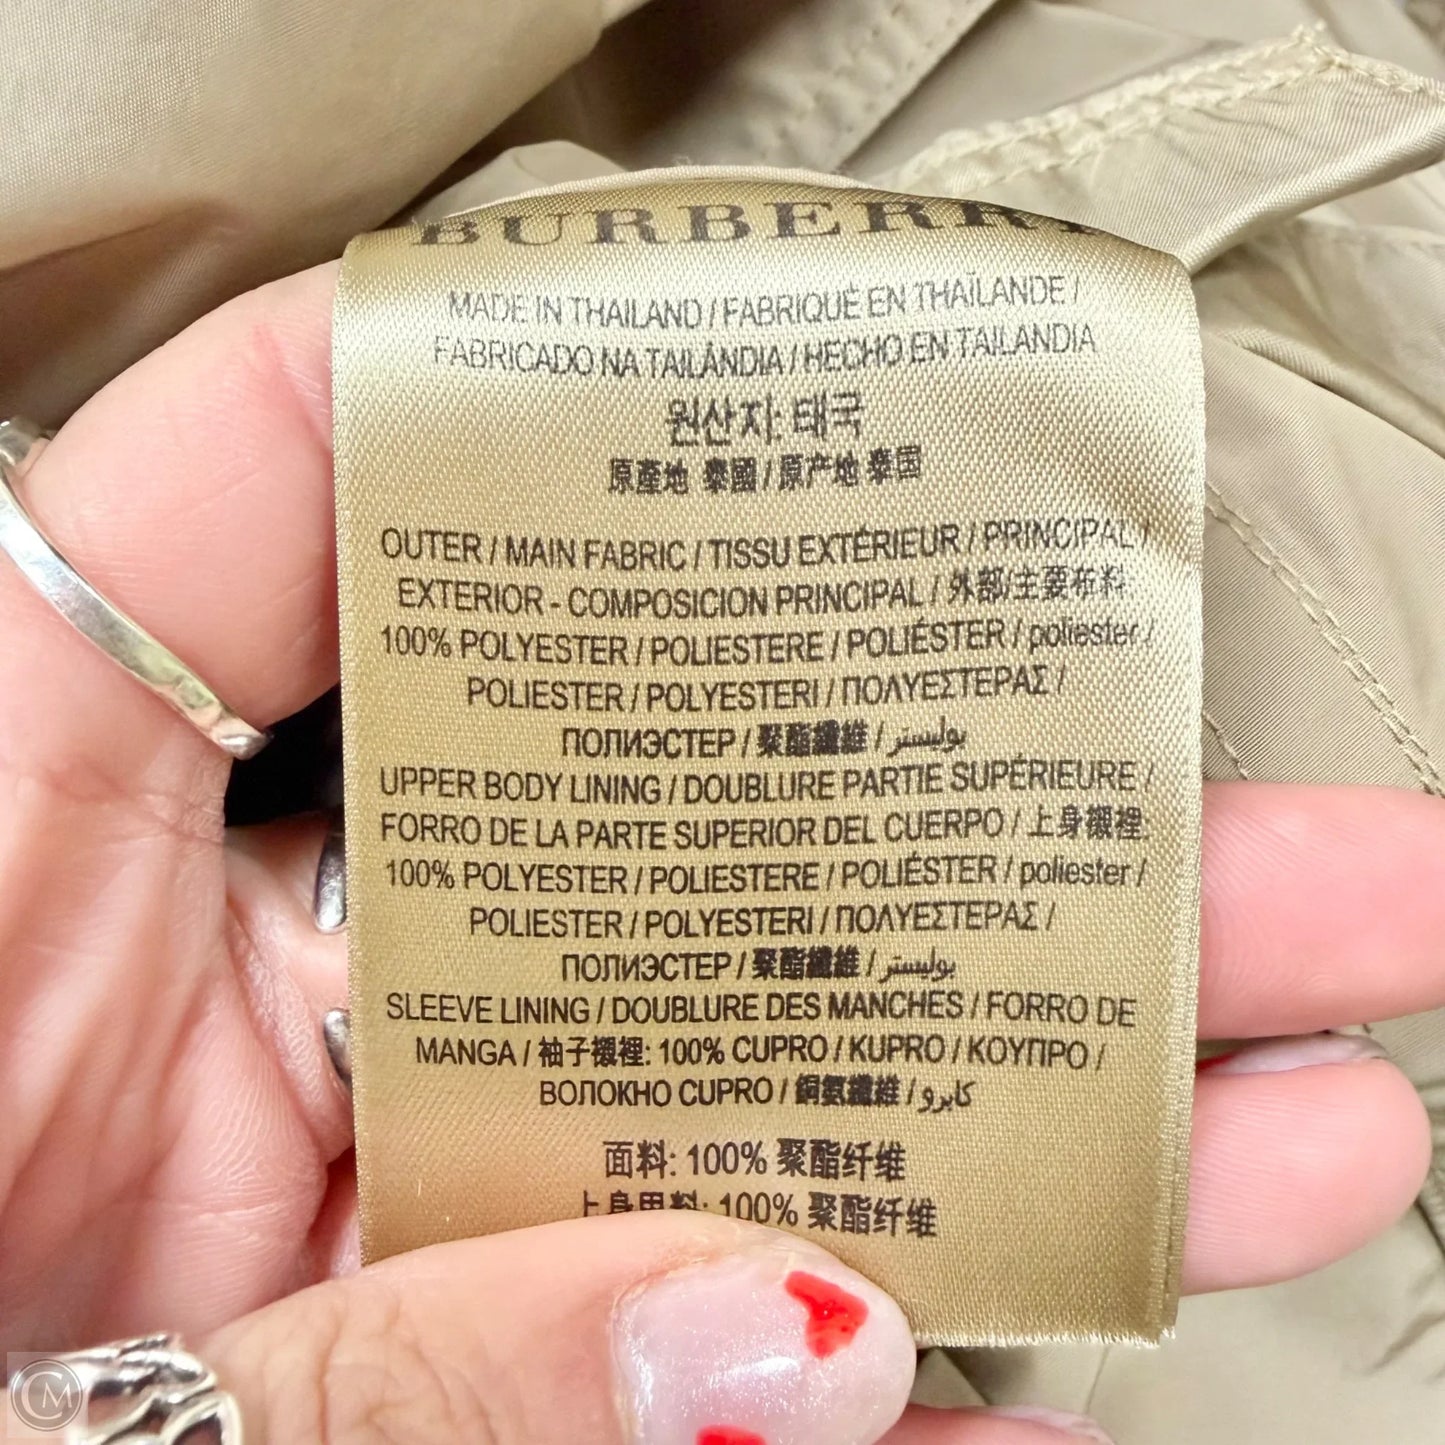 BURBERRY
MADE IN THAILAND / FABRIQUÉ EN THAÏLANDE /
FABRICADO NA TAILÂNDIA / HECHO EN TAILANDIA
원산지: 태국
原產地 泰國 / 原产地 泰国
OUTER / MAIN FABRIC / TISSU EXTÉRIEUR / PRINCIPAL /
EXTERIOR - COMPOSICION PRINCIPAL / 外部/主要布料
100% POLYESTER / POLIESTERE / POLIÉSTER / poliester /
POLIESTER / POLYESTERI / ΠΟΛΥΕΣΤΕΡΑΣ /
ПОЛИЭСТЕР / 聚酯纖維 / بوليستر
UPPER BODY LINING / DOUBLURE PARTIE SUPÉRIEURE /
FORRO DE LA PARTE SUPERIOR DEL CUERPO / 上身襯裡:
100% POLYESTER / POLIESTERE / POLIÉSTER / poliester /
POLIESTER / POLYESTERI / ΠΟΛΥΕΣΤΕΡΑΣ /
ПОЛИЭСТЕР / 聚酯纖維 / بوليستر
SLEEVE LINING / DOUBLURE DES MANCHES / FORRO DE
MANGA / 袖子襯裡: 100% CUPRO / KUPRO / ΚΟΥΠΡΟ /
ВОЛОКНО CUPRO / 銅氨纖維 / كابرو
面料: 100% 聚酯纤维
上身里料: 100% 聚酯纤维
CM